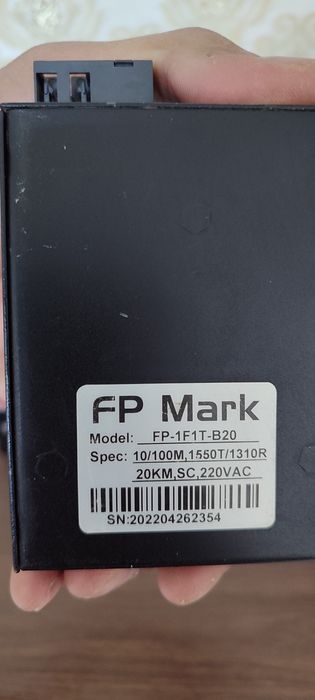 FP Mark
Model: FP-1F1T-B20
Spec: 10/100M,1550T/1310R
20KM,SC,220VAC
SN:202204262354